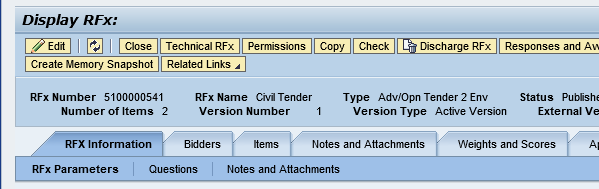 Display RFx:
Edit Close Technical RFx Permissions Copy Check Discharge RFx Responses and
Create Memory Snapshot Related Links
RFx Number 5100000541 RFx Name Civil Tender Type Adv/Opn Tender 2 Env Status Publishe
Number of Items 2 Version Number 1 Version Type Active Version External Ve
RFX Information Bidders Items Notes and Attachments Weights and Scores
RFx Parameters Questions Notes and Attachments